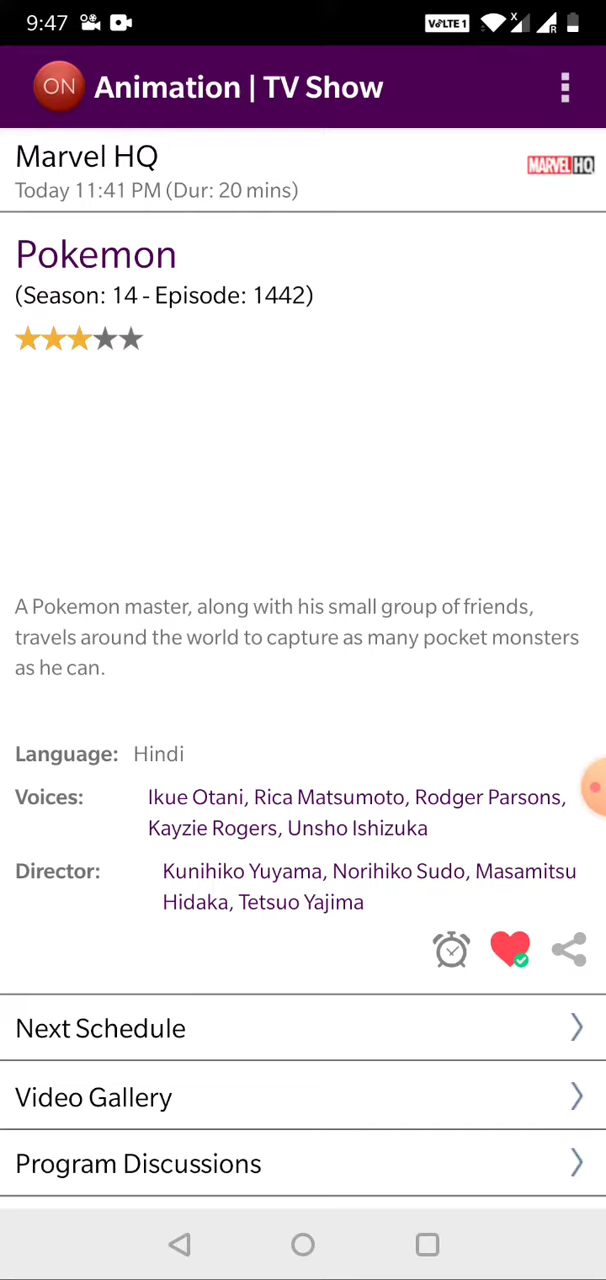 9:47 VoLTE 1 X R
ON Animation | TV Show
Marvel HQ
Today 11:41 PM (Dur: 20 mins)
MARVEL HQ
Pokemon
(Season: 14 - Episode: 1442)
A Pokemon master, along with his small group of friends,
travels around the world to capture as many pocket monsters
as he can.
Language: Hindi
Voices: Ikue Otani, Rica Matsumoto, Rodger Parsons,
Kayzie Rogers, Unsho Ishizuka
Director: Kunihiko Yuyama, Norihiko Sudo, Masamitsu
Hidaka, Tetsuo Yajima
Next Schedule
Video Gallery
Program Discussions